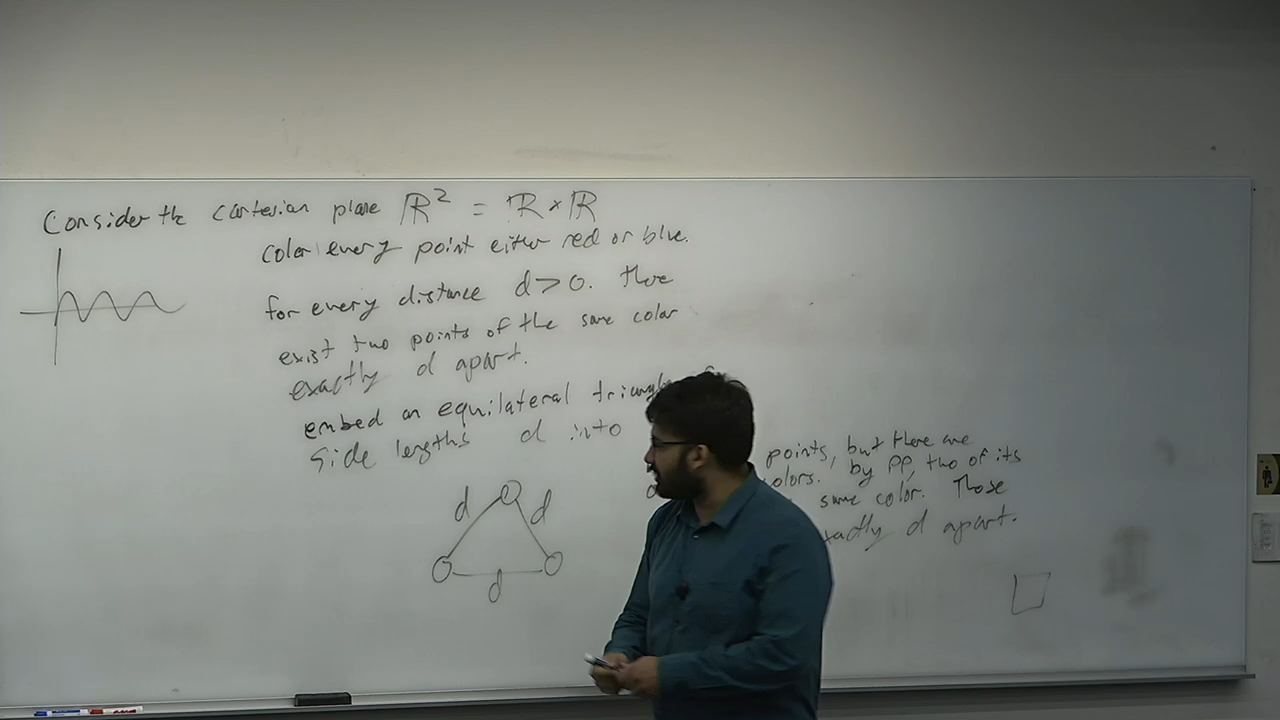 Consider the cartesian plane ℝ² = ℝ × ℝ
color every point either red or blue.
for every distance d > 0. there
exist two points of the same color
exactly d apart.
embed an equilateral
side lengths d into
points, but there are
colors. by PP, two of its
same color. Those
exactly d apart.
d d
d